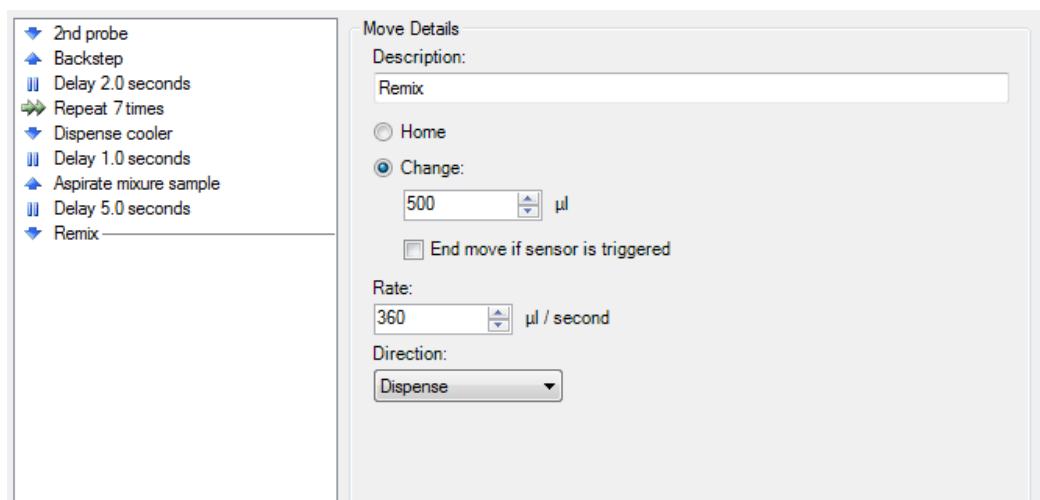 2nd probe
Backstep
Delay 2.0 seconds
Repeat 7 times
Dispense cooler
Delay 1.0 seconds
Aspirate mixure sample
Delay 5.0 seconds
Remix
Move Details
Description:
Remix
Home
Change:
500 µl
End move if sensor is triggered
Rate:
360 µl / second
Direction:
Dispense